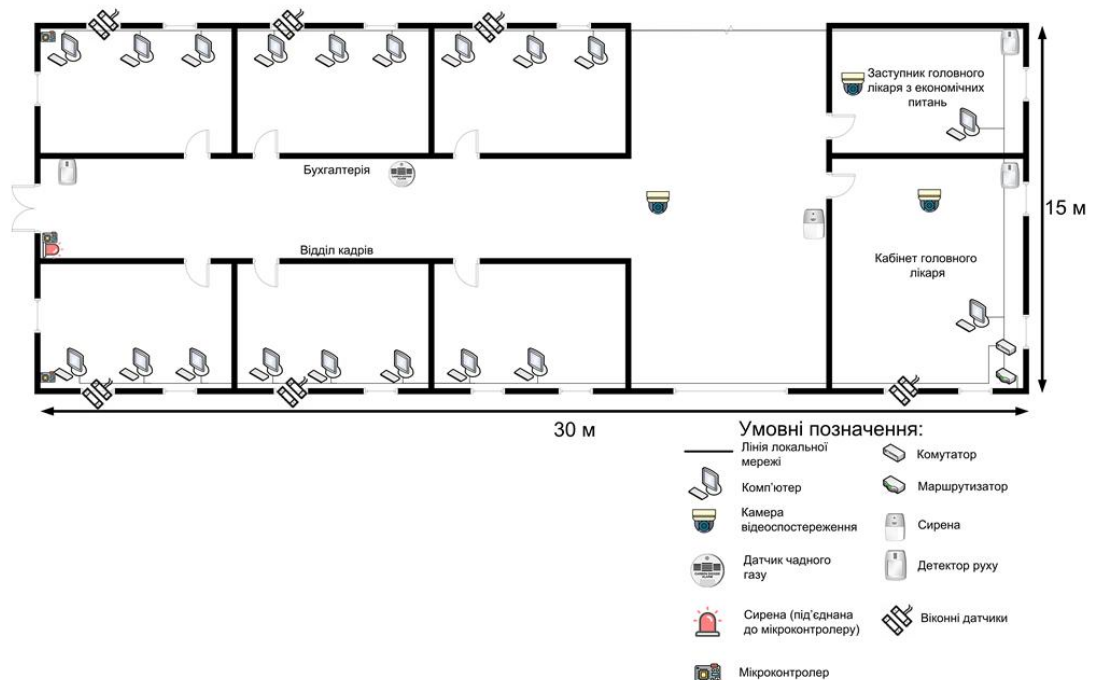 Заступник головного
лікаря з економічних
питань
Бухгалтерія
15 м
Відділ кадрів
Кабінет головного
лікаря
30 м
Умовні позначення:
Лінія локальної
мережі
Комутатор
Комп'ютер
Маршрутизатор
Камера
відеоспостереження
Сирена
Датчик чадного
газу
Детектор руху
Сирена (під'єднана
до мікроконтролеру)
Віконні датчики
Мікроконтролер